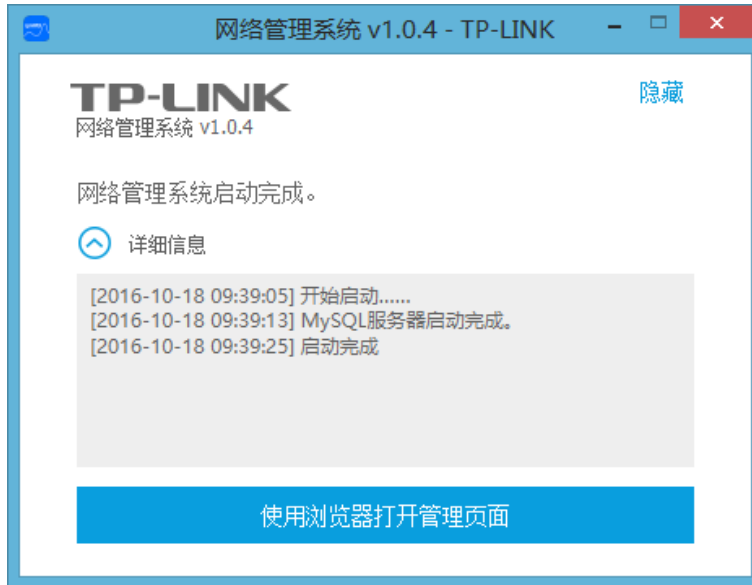 网络管理系统 v1.0.4 - TP-LINK
TP-LINK
隐藏
网络管理系统 v1.0.4
网络管理系统启动完成。
详细信息
[2016-10-18 09:39:05] 开始启动......
[2016-10-18 09:39:13] MySQL服务器启动完成。
[2016-10-18 09:39:25] 启动完成
使用浏览器打开管理页面